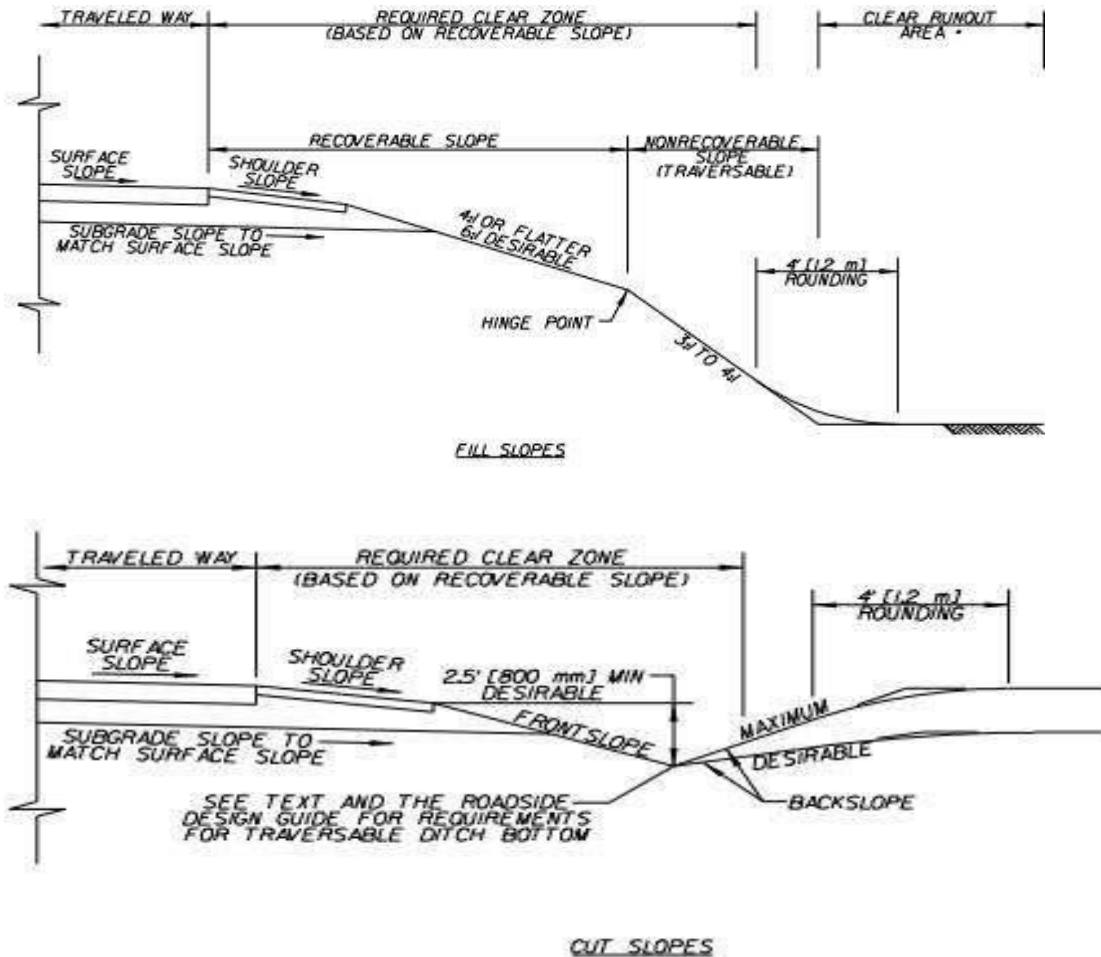 TRAVELED WAY
REQUIRED CLEAR ZONE
(BASED ON RECOVERABLE SLOPE)
CLEAR RUNOUT
AREA *
RECOVERABLE SLOPE
NONRECOVERABLE
SLOPE
(TRAVERSABLE)
SURFACE
SLOPE
SHOULDER
SLOPE
SUBGRADE SLOPE TO
MATCH SURFACE SLOPE
4:1 OR FLATTER
6:1 DESIRABLE
4' [1.2 m]
ROUNDING
HINGE POINT
3:1 TO 4:1
FILL SLOPES
TRAVELED WAY
REQUIRED CLEAR ZONE
(BASED ON RECOVERABLE SLOPE)
4' [1.2 m]
ROUNDING
SURFACE
SLOPE
SHOULDER
SLOPE
2.5' [800 mm] MIN
DESIRABLE
FRONT SLOPE
MAXIMUM
DESIRABLE
SUBGRADE SLOPE TO
MATCH SURFACE SLOPE
BACKSLOPE
SEE TEXT AND THE ROADSIDE
DESIGN GUIDE FOR REQUIREMENTS
FOR TRAVERSABLE DITCH BOTTOM
CUT SLOPES